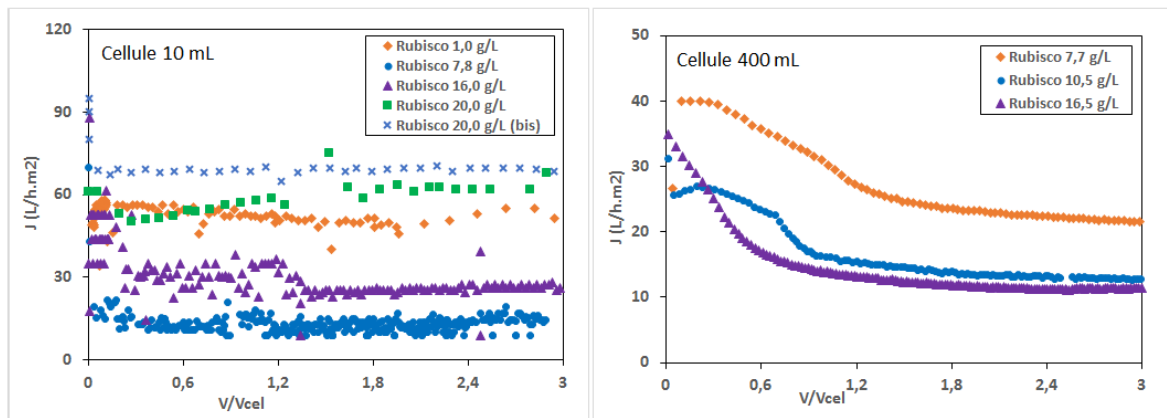 Cellule 10 mL
Rubisco 1,0 g/L
Rubisco 7,8 g/L
Rubisco 16,0 g/L
Rubisco 20,0 g/L
Rubisco 20,0 g/L (bis)
120
90
60
30
0
J (L/h.m2)
0 0,6 1,2 1,8 2,4 3
V/Vcel
Cellule 400 mL
Rubisco 7,7 g/L
Rubisco 10,5 g/L
Rubisco 16,5 g/L
50
40
30
20
10
0
J (L/h.m2)
0 0,6 1,2 1,8 2,4 3
V/Vcel